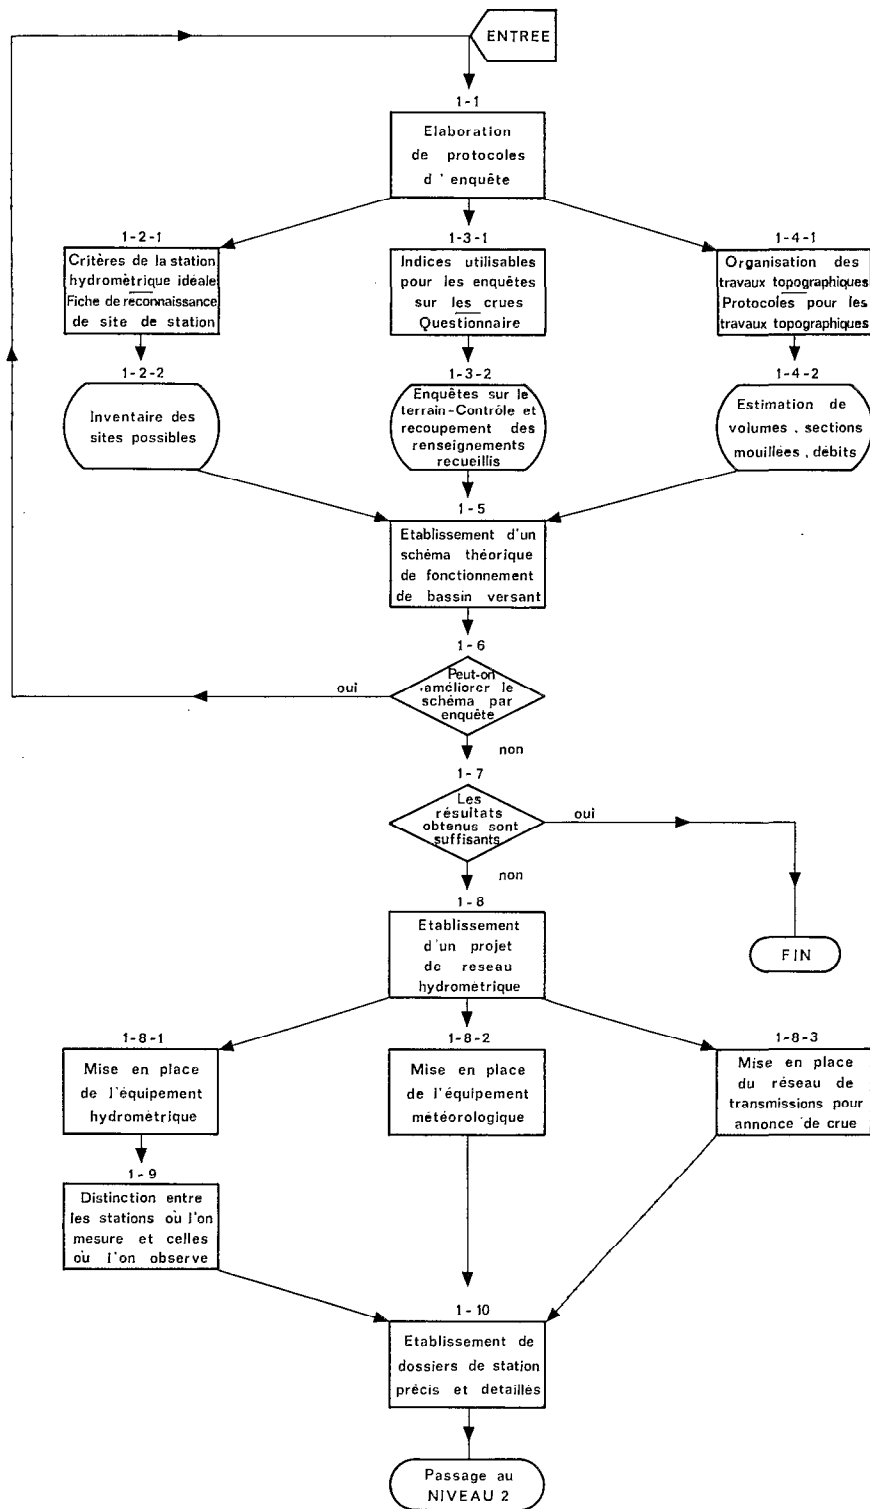 ENTREE
1-1
Elaboration
de protocoles
d'enquête
1-2-1
Critères de la station
hydrométrique idéale
Fiche de reconnaissance
de site de station
1-3-1
Indices utilisables
pour les enquêtes
sur les crues
Questionnaire
1-4-1
Organisation des
travaux topographiques
Protocoles pour les
travaux topographiques
1-2-2
Inventaire des
sites possibles
1-3-2
Enquêtes sur le
terrain-Contrôle et
recoupement des
renseignements
recueillis
1-4-2
Estimation de
volumes, sections
mouillées, débits
1-5
Etablissement d'un
schéma théorique
de fonctionnement
de bassin versant
1-6
Peut-on
améliorer le
schéma par
enquête
oui
non
1-7
Les
résultats
obtenus sont
suffisants
oui
non
FIN
1-8
Etablissement
d'un projet
de reseau
hydrométrique
1-8-1
Mise en place
de l'équipement
hydrométrique
1-8-2
Mise en place
de l'équipement
météorologique
1-8-3
Mise en place
du réseau de
transmissions pour
annonce de crue
1-9
Distinction entre
les stations où l'on
mesure et celles
où l'on observe
1-10
Etablissement de
dossiers de station
précis et detaillés
Passage au
NIVEAU 2